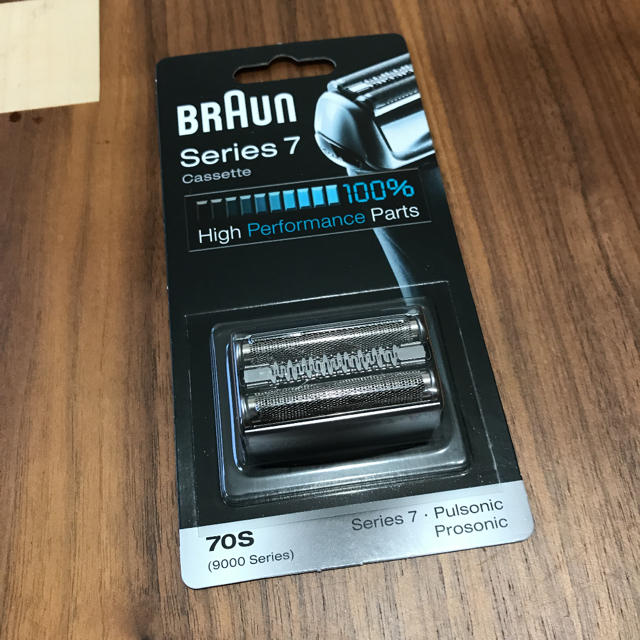 BRAUN
Series 7
Cassette
100%
High Performance Parts
70S
(9000 Series)
Series 7 · Pulsonic
Prosonic